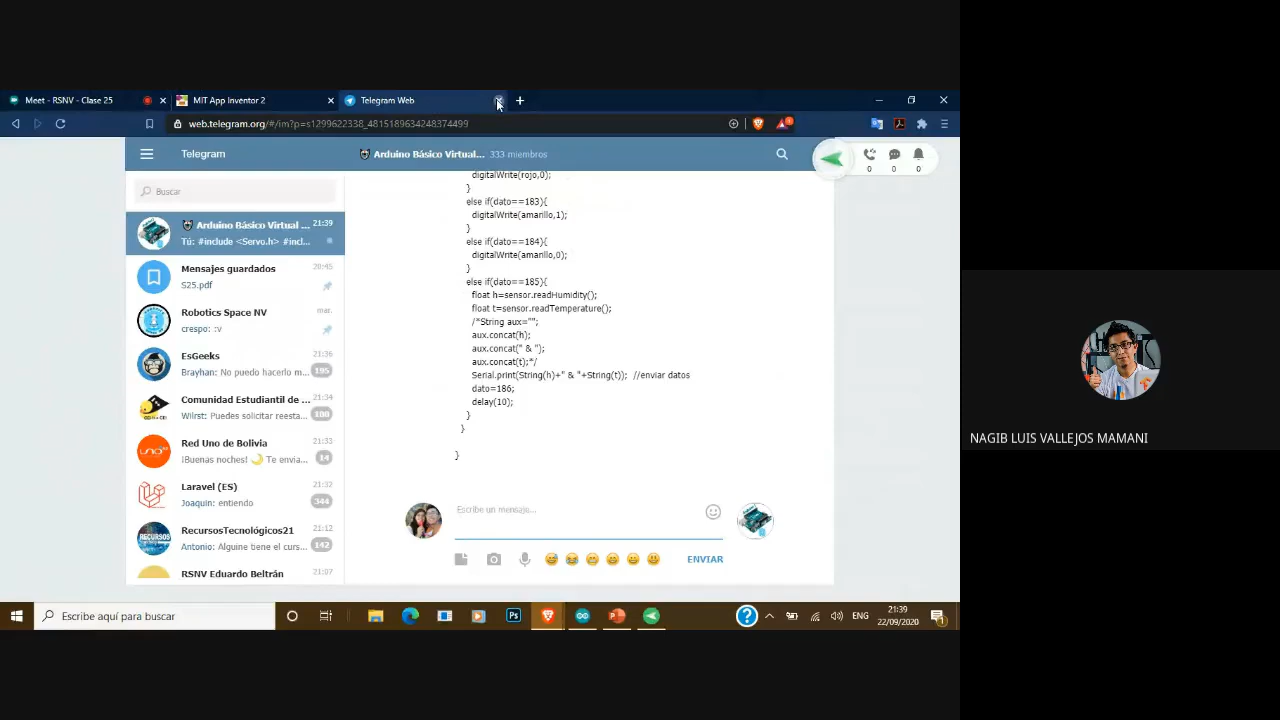 Meet - RSNV - Clase 25
MIT App Inventor 2
Telegram Web
web.telegram.org/#/im?p=s1299622338_4815189634248374499
Telegram
Arduino Básico Virtual... 333 miembros
0 0 0
Buscar
Arduino Básico Virtual ... 21:39
Tú: #include <Servo.h> #incl...
Mensajes guardados 20:45
S25.pdf
Robotics Space NV mar.
crespo: :v
EsGeeks 21:36
Brayhan: No puedo hacerlo m... 195
Comunidad Estudiantil de ... 21:34
Wilrst: Puedes solicitar reesta...
Red Uno de Bolivia 21:33
¡Buenas noches! 🌙 Te envia... 14
Laravel (ES) 21:32
Joaquin: entiendo 344
RecursosTecnológicos21 21:12
Antonio: Alguine tiene el curs... 142
RSNV Eduardo Beltrán 21:07
digitalWrite(rojo,0);
}
else if(dato==183){
digitalWrite(amarillo,1);
}
else if(dato==184){
digitalWrite(amarillo,0);
}
else if(dato==185){
float h=sensor.readHumidity();
float t=sensor.readTemperature();
/*String aux="";
aux.concat(h);
aux.concat(" & ");
aux.concat(t);*/
Serial.print(String(h)+" & "+String(t)); //enviar datos
dato=186;
delay(10);
}
}
}
Escribe un mensaje...
ENVIAR
NAGIB LUIS VALLEJOS MAMANI
Escribe aquí para buscar
ENG
21:39
22/09/2020